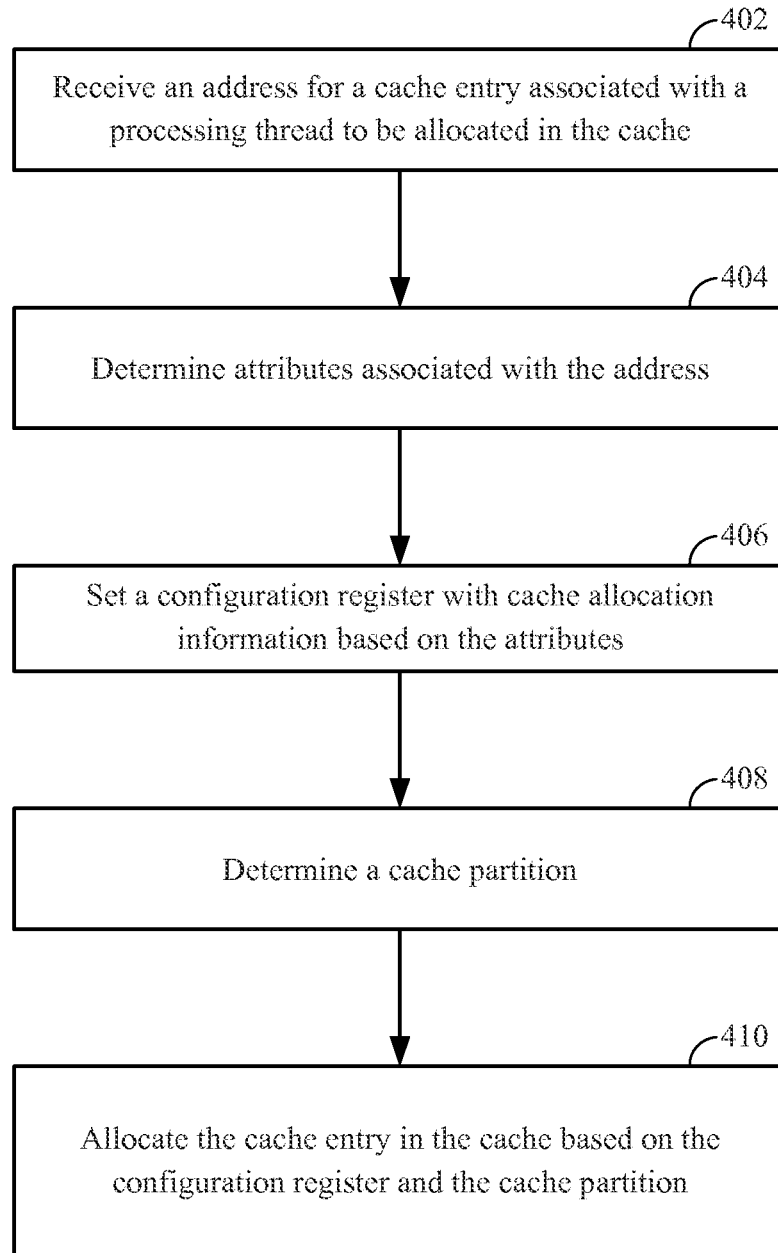 402
Receive an address for a cache entry associated with a
processing thread to be allocated in the cache
404
Determine attributes associated with the address
406
Set a configuration register with cache allocation
information based on the attributes
408
Determine a cache partition
410
Allocate the cache entry in the cache based on the
configuration register and the cache partition